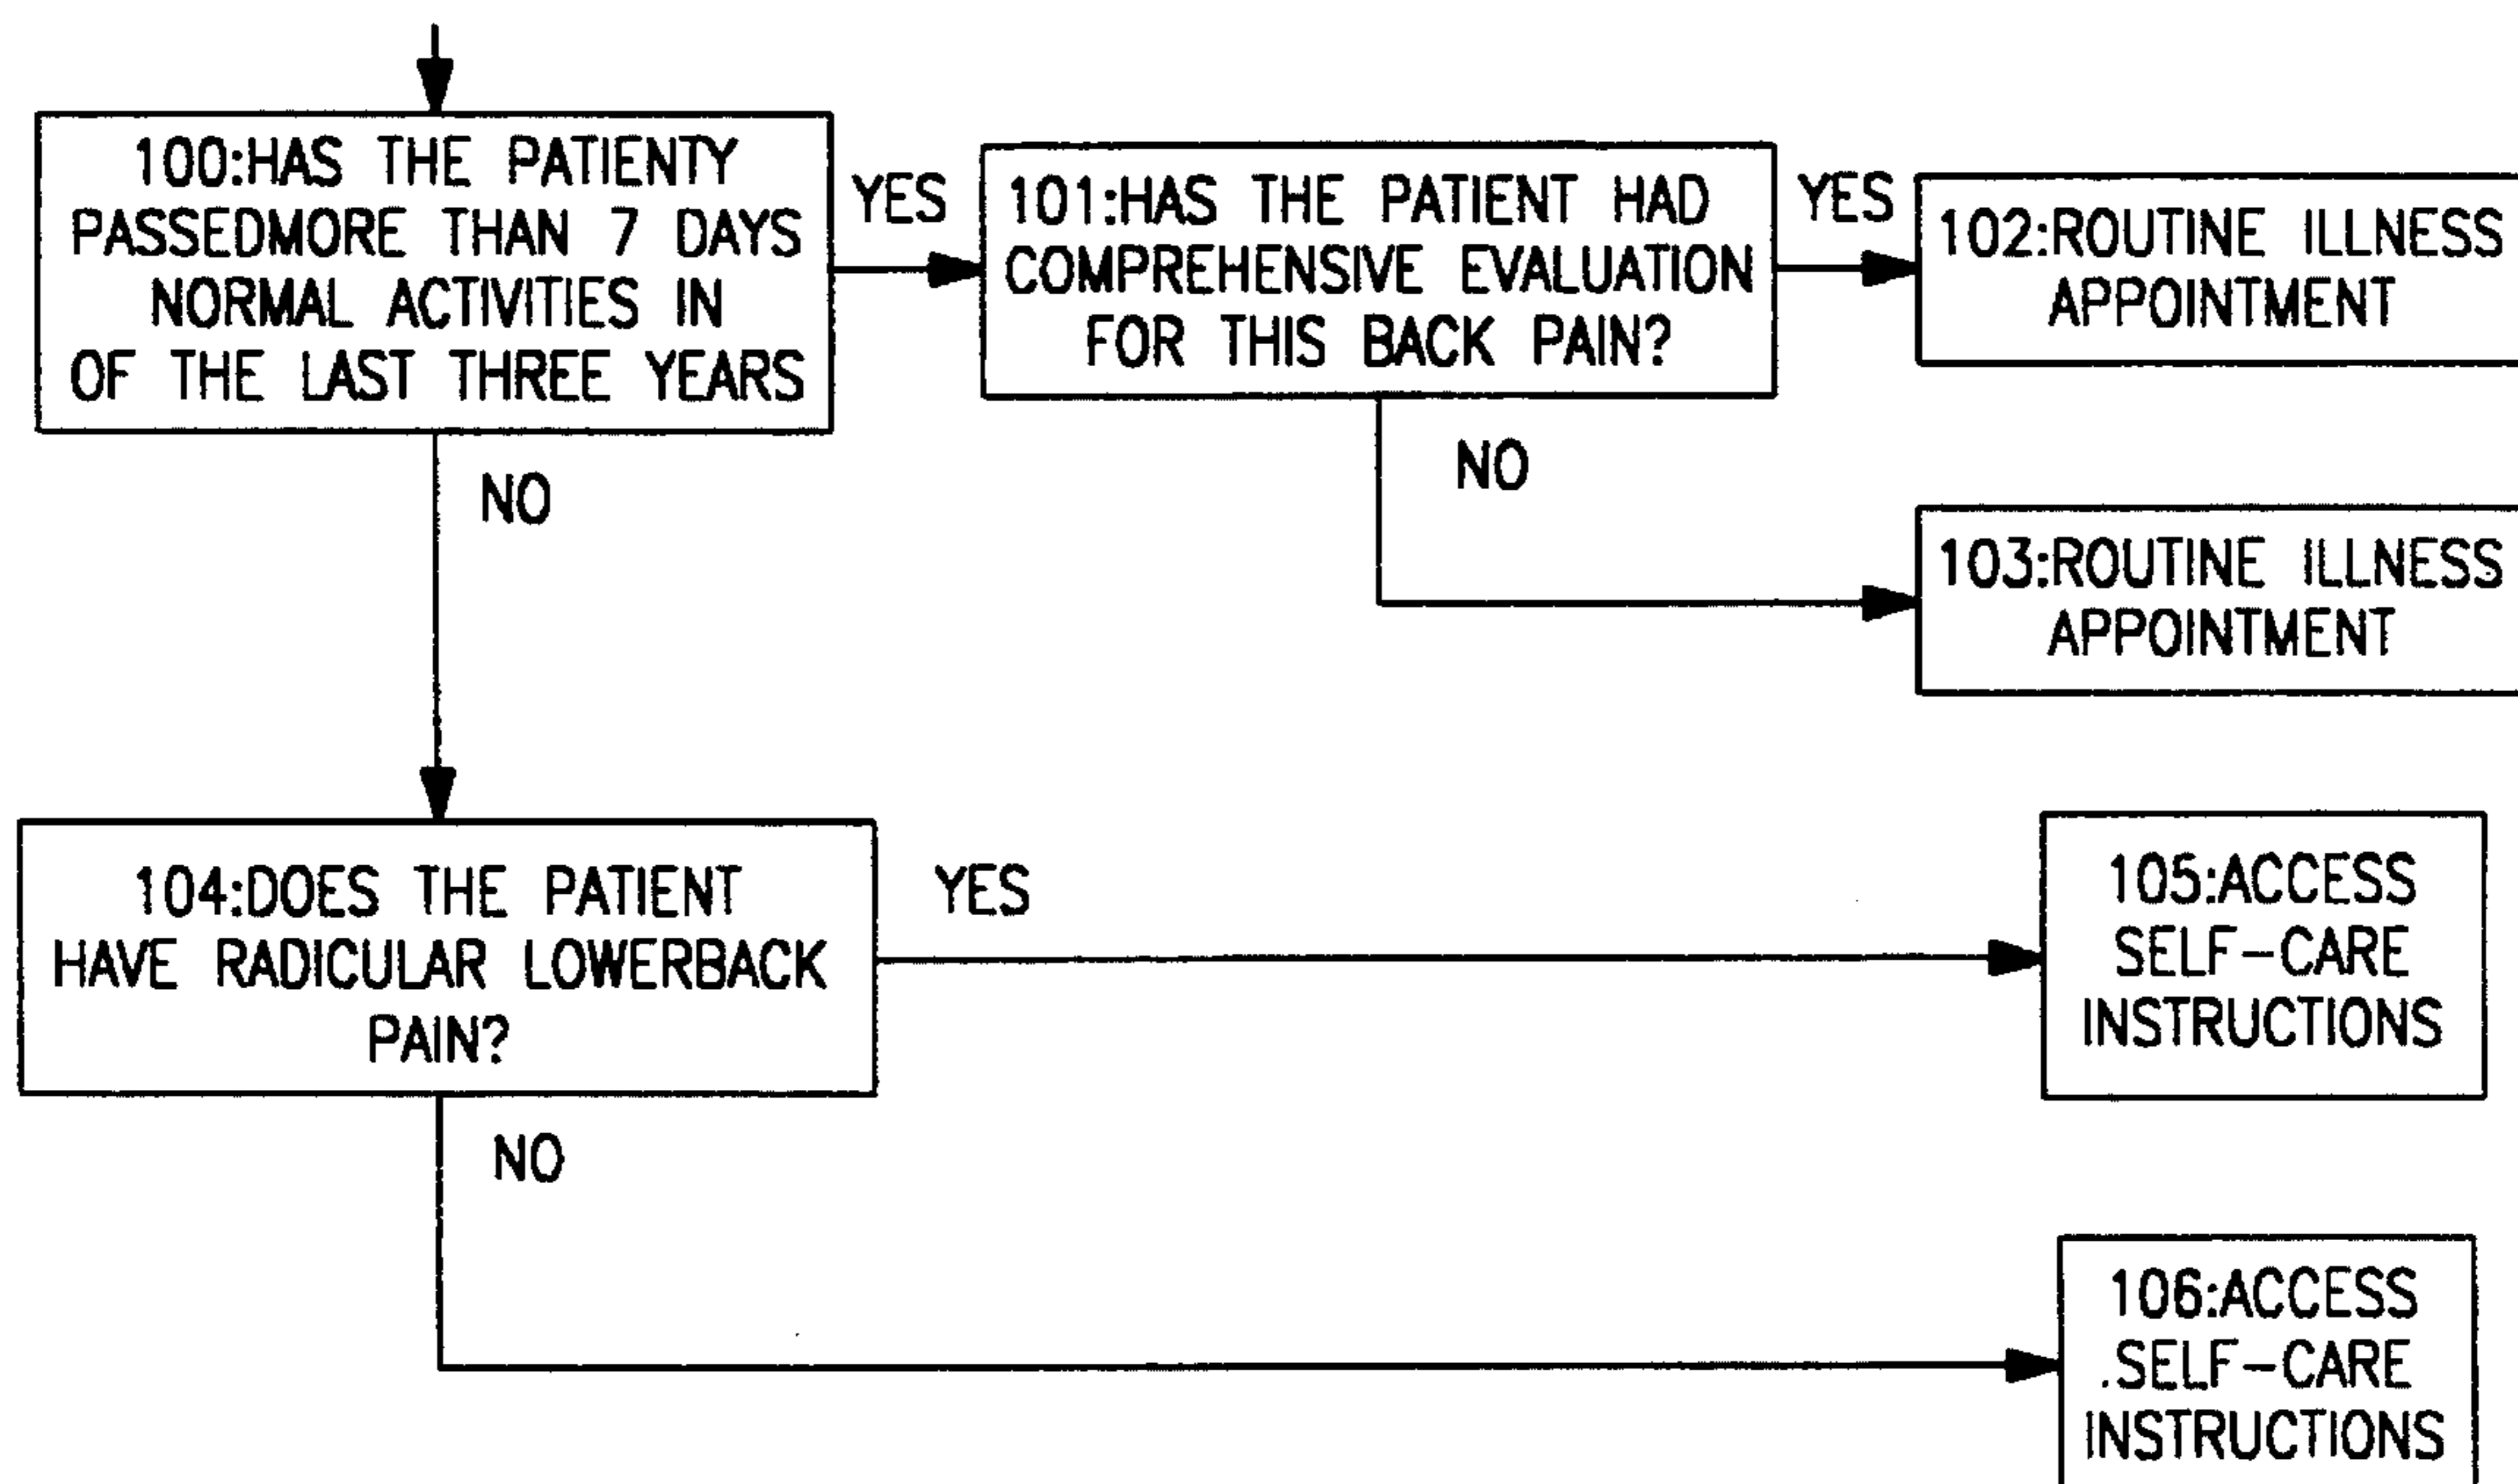 100:HAS THE PATIENTY
PASSEDMORE THAN 7 DAYS
NORMAL ACTIVITIES IN
OF THE LAST THREE YEARS
YES
101:HAS THE PATIENT HAD
COMPREHENSIVE EVALUATION
FOR THIS BACK PAIN?
YES
102:ROUTINE ILLNESS
APPOINTMENT
NO
NO
103:ROUTINE ILLNESS
APPOINTMENT
104:DOES THE PATIENT
HAVE RADICULAR LOWERBACK
PAIN?
YES
105:ACCESS
SELF-CARE
INSTRUCTIONS
NO
106:ACCESS
.SELF-CARE
INSTRUCTIONS